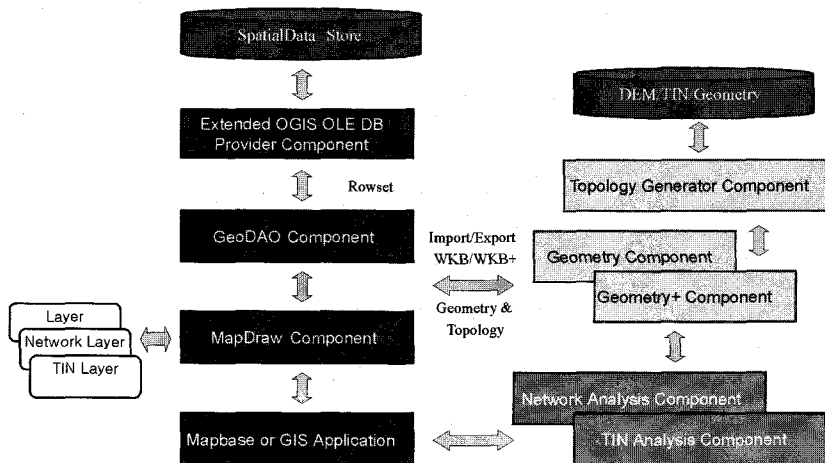 SpatialData Store
Extended OGIS OLE DB
Provider Component
Rowset
GeoDAO Component
MapDraw Component
Mapbase or GIS Application
Layer
Network Layer
TIN Layer
Import/Export
WKB/WKB+
Geometry &
Topology
DEM/TIN Geometry
Topology Generator Component
Geometry Component
Geometry+ Component
Network Analysis Component
TIN Analysis Component